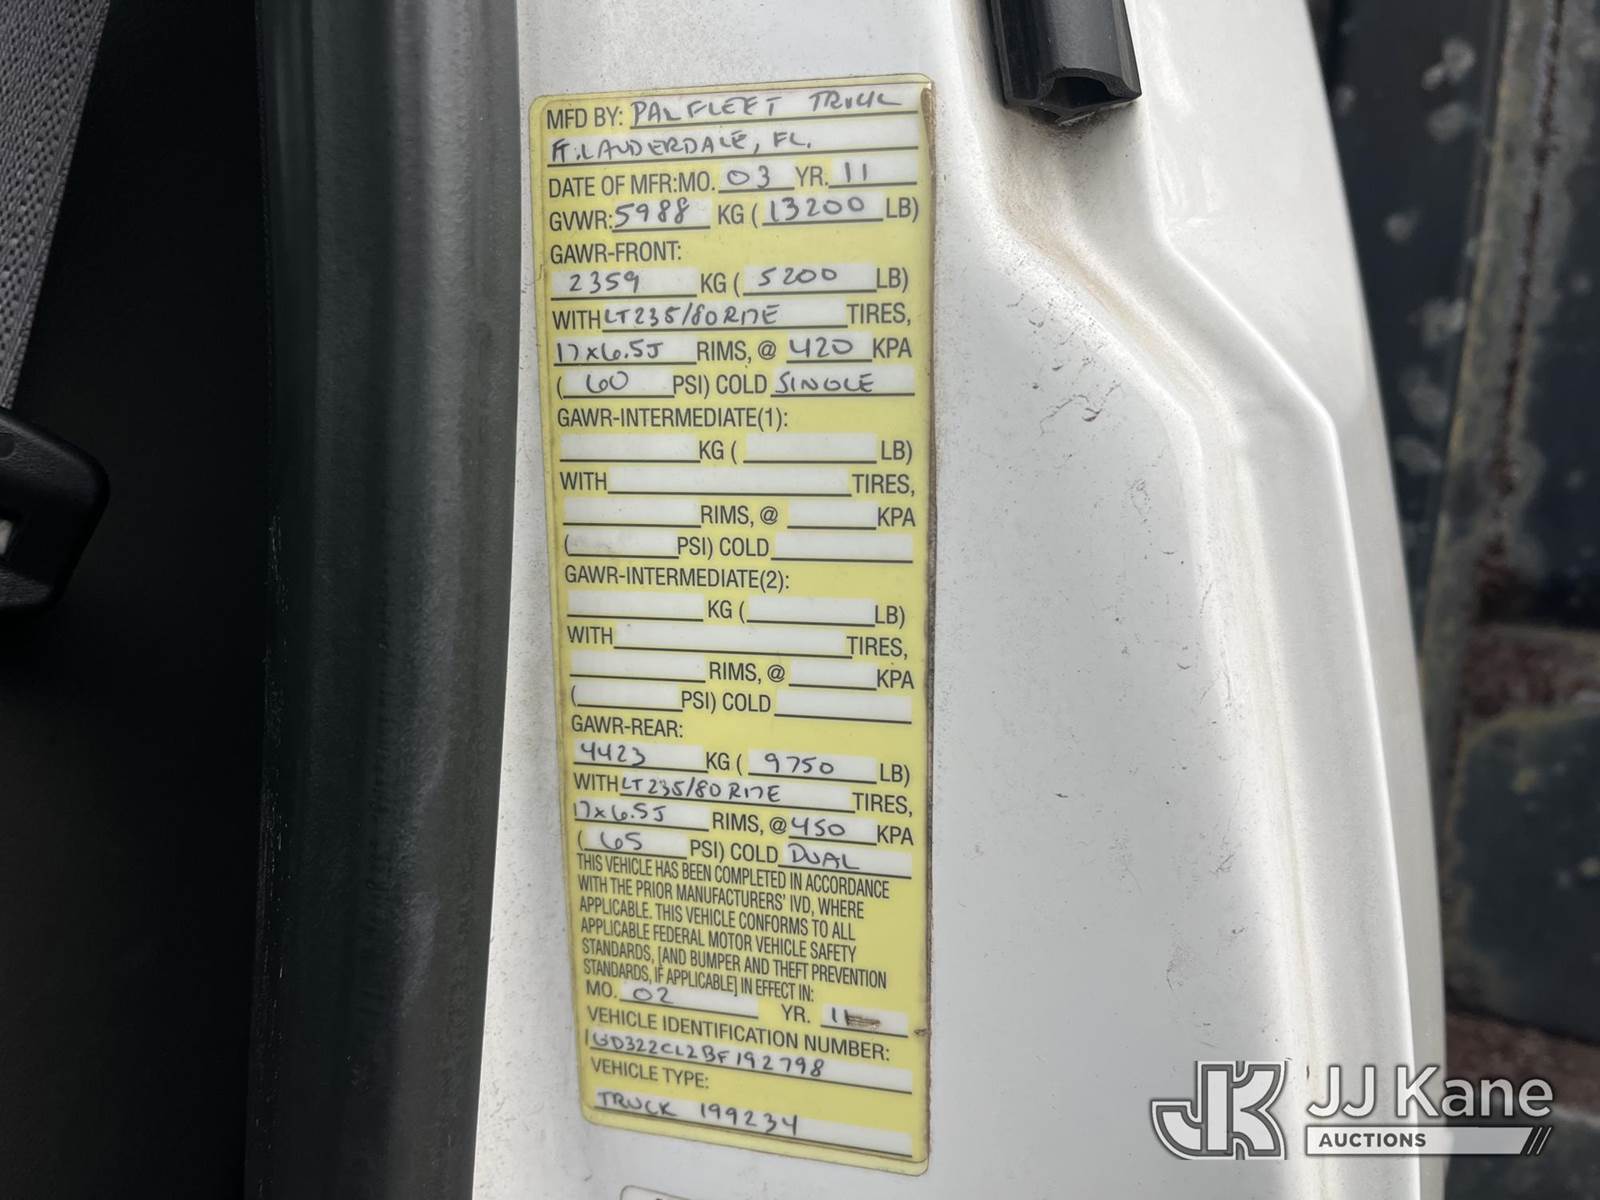 MFD BY: PALFLEET TRUCK
FT. LAUDERDALE, FL.
DATE OF MFR: MO. 03 YR. 11
GVWR: 5988 KG (13200 LB)
GAWR-FRONT:
2359 KG (5200 LB)
WITH LT235/80R17E TIRES,
17x6.5J RIMS, @ 420 KPA
(60 PSI) COLD SINGLE
GAWR-INTERMEDIATE(1):
KG ( LB)
WITH TIRES,
RIMS, @ KPA
( PSI) COLD
GAWR-INTERMEDIATE(2):
KG ( LB)
WITH TIRES,
RIMS, @ KPA
( PSI) COLD
GAWR-REAR:
4423 KG (9750 LB)
WITH LT235/80R17E TIRES,
17x6.5J RIMS, @ 450 KPA
(65 PSI) COLD DUAL
THIS VEHICLE HAS BEEN COMPLETED IN ACCORDANCE
WITH THE PRIOR MANUFACTURERS' IVD, WHERE
APPLICABLE. THIS VEHICLE CONFORMS TO ALL
APPLICABLE FEDERAL MOTOR VEHICLE SAFETY
STANDARDS, [AND BUMPER AND THEFT PREVENTION
STANDARDS, IF APPLICABLE] IN EFFECT IN:
MO. 02 YR. 11
VEHICLE IDENTIFICATION NUMBER:
1GD322CL2BF192798
VEHICLE TYPE:
TRUCK 199234
JK JJ Kane
AUCTIONS